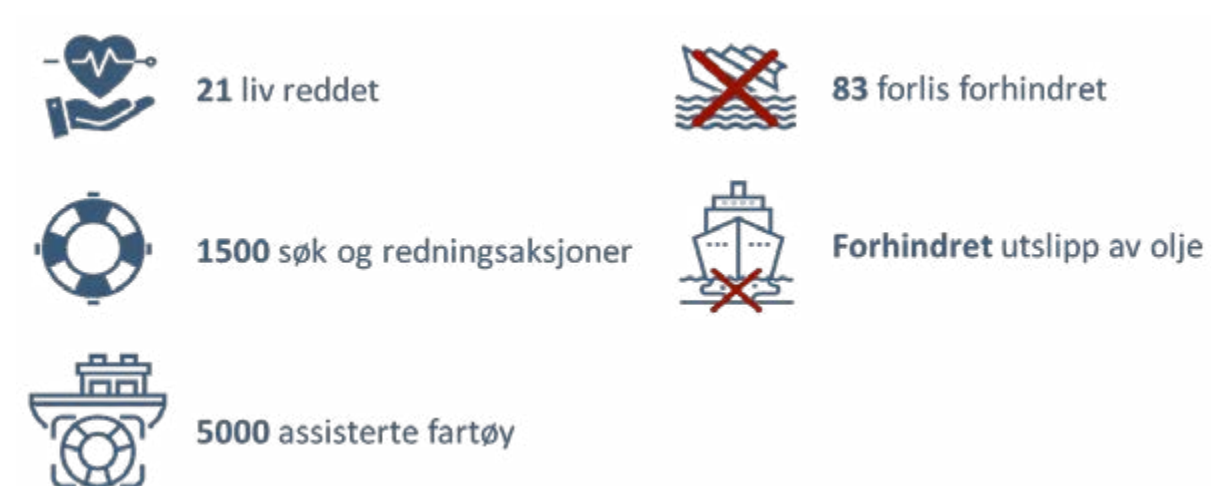 21 liv reddet
1500 søk og redningsaksjoner
5000 assisterte fartøy
83 forlis forhindret
Forhindret utslipp av olje